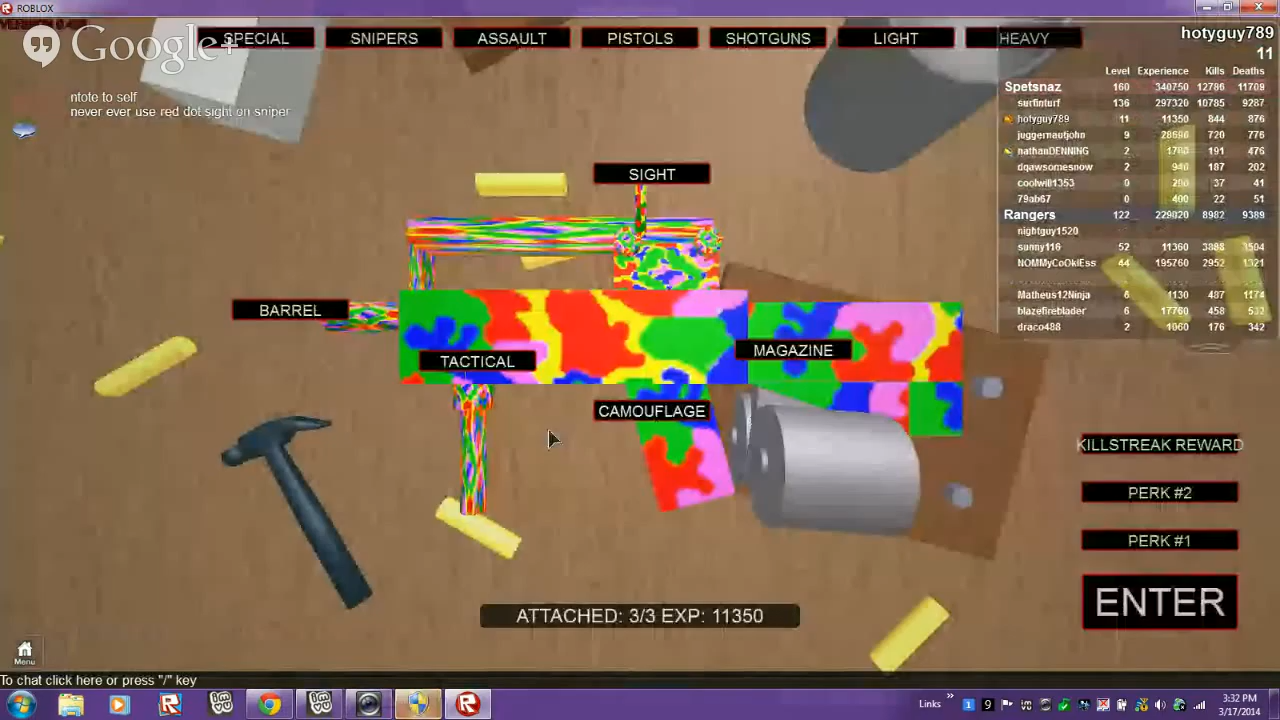 ROBLOX
Google+
SPECIAL SNIPERS ASSAULT PISTOLS SHOTGUNS LIGHT HEAVY
hotyguy789
11
Level Experience Kills Deaths
Spetsnaz 160 340750 12786 11709
surfinturf 136 297320 10785 9287
hotyguy789 11 11350 844 876
juggernautjohn 9 28690 720 776
nathanDENNING 2 1760 191 476
dqawsomesnow 2 940 187 202
coolwill1353 0 290 37 41
79ab67 0 400 22 51
Rangers 122 229020 8982 9389
nightguy1520
sunny116 52 11360 3888 3504
NOMMyCoOkIEss 44 195760 2952 1321
Matheus12Ninja 6 1130 487 1174
blazefireblader 6 17760 458 532
draco488 2 1060 176 342
ntote to self
never ever use red dot sight on sniper
SIGHT
BARREL
TACTICAL
MAGAZINE
CAMOUFLAGE
KILLSTREAK REWARD
PERK #2
PERK #1
ENTER
ATTACHED: 3/3 EXP: 11350
Menu
To chat click here or press "/" key
Links
3:32 PM
3/17/2014